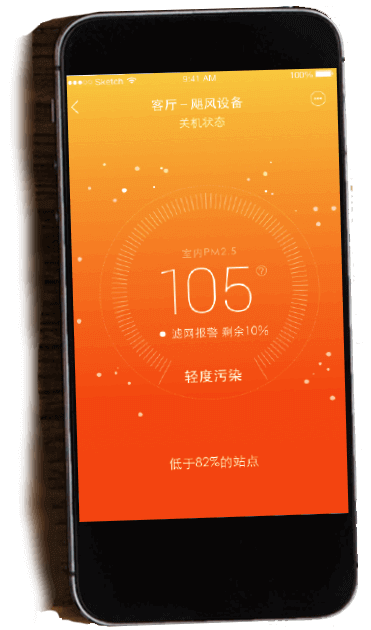 Sketch 9:41 AM 100%
客厅－飓风设备
关机状态
室内PM2.5
105
?
滤网报警 剩余10%
轻度污染
低于82%的站点